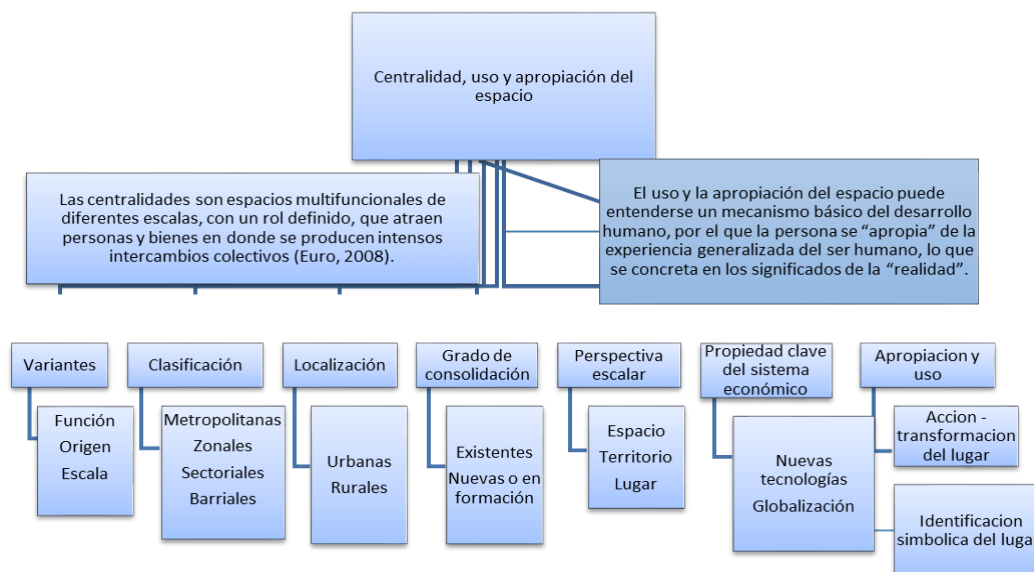 Centralidad, uso y apropiación del
espacio
Las centralidades son espacios multifuncionales de
diferentes escalas, con un rol definido, que atraen
personas y bienes en donde se producen intensos
intercambios colectivos (Euro, 2008).
El uso y la apropiación del espacio puede
entenderse un mecanismo básico del desarrollo
humano, por el que la persona se “apropia” de la
experiencia generalizada del ser humano, lo que
se concreta en los significados de la “realidad”.
Variantes
Función
Origen
Escala
Clasificación
Metropolitanas
Zonales
Sectoriales
Barriales
Localización
Urbanas
Rurales
Grado de
consolidación
Existentes
Nuevas o en
formación
Perspectiva
escalar
Espacio
Territorio
Lugar
Propiedad clave
del sistema
económico
Nuevas
tecnologías
Globalización
Apropiacion y
uso
Accion -
transformacion
del lugar
Identificacion
simbolica del luga